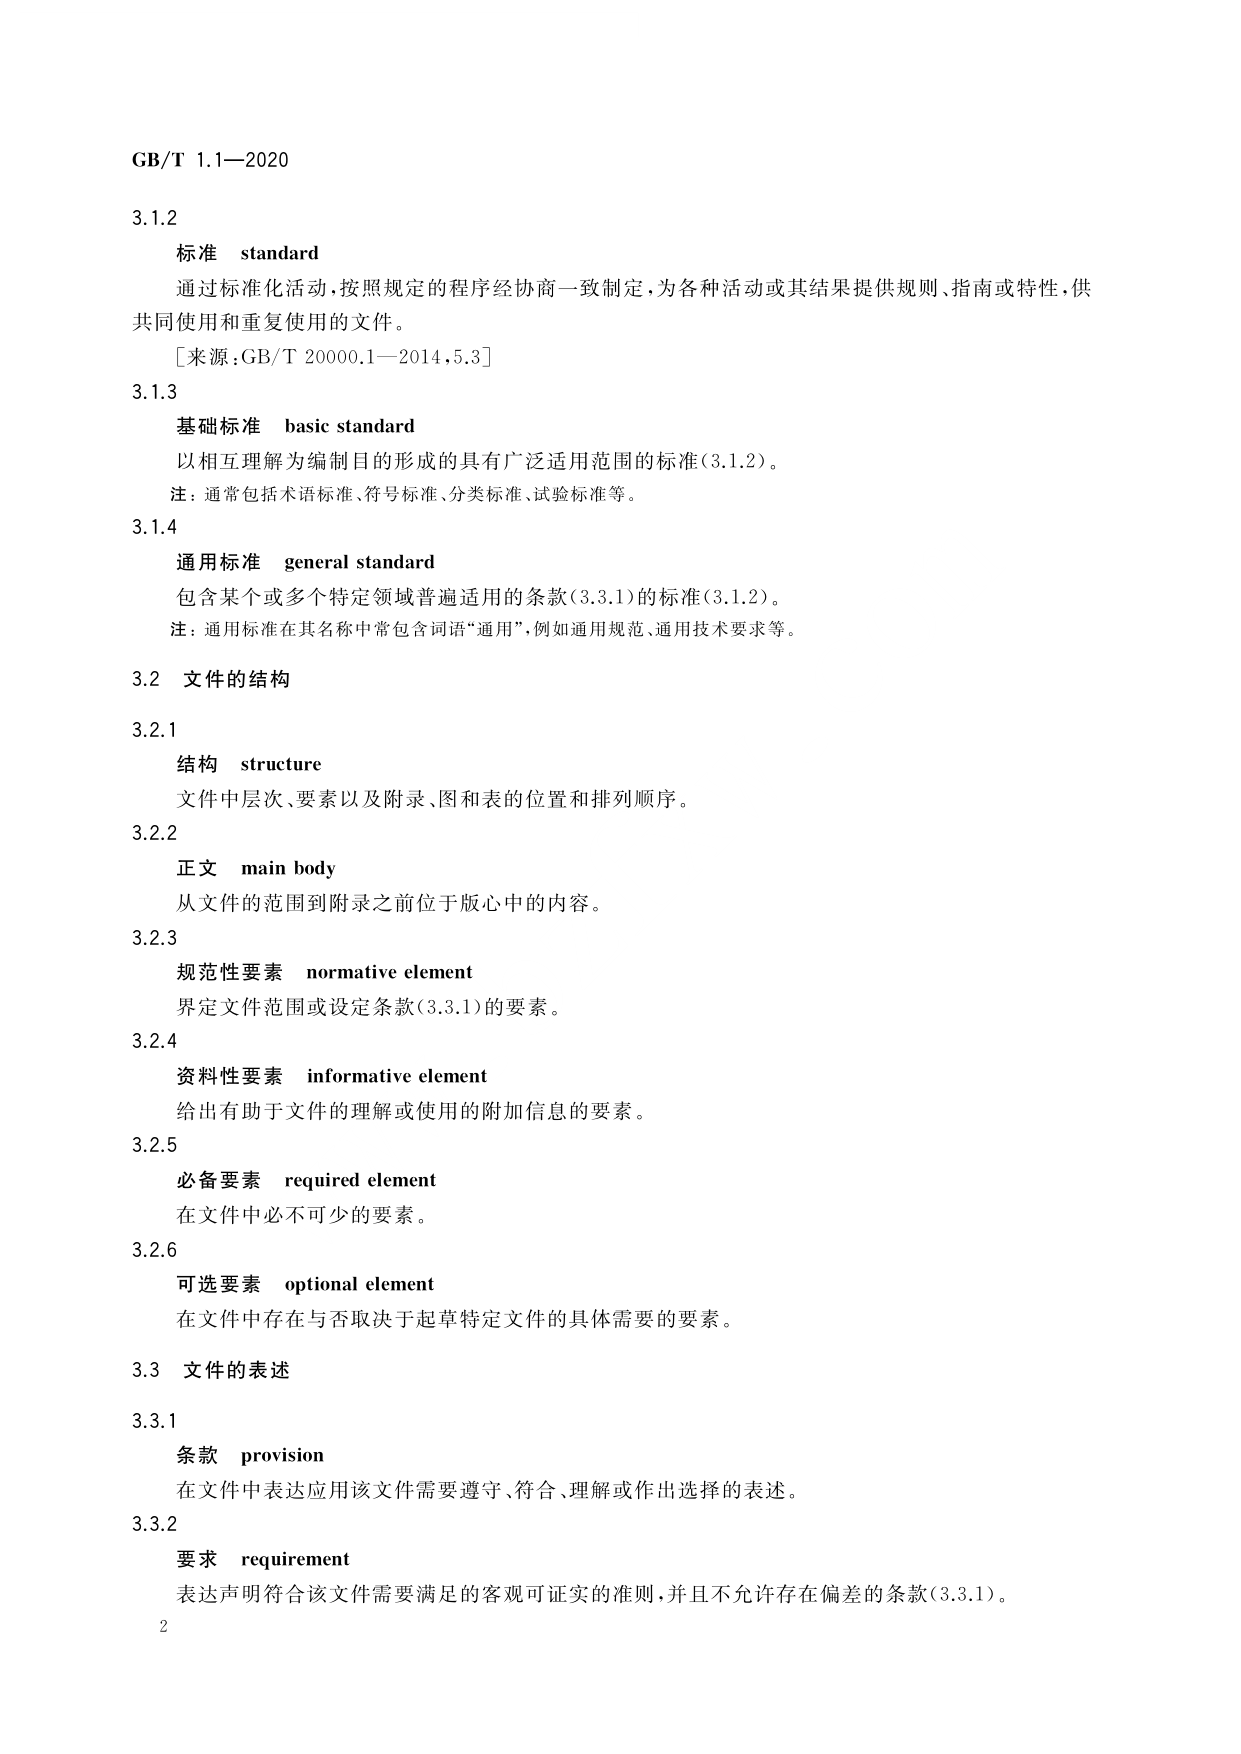 GB/T 1.1—2020
3.1.2
标准 standard
通过标准化活动,按照规定的程序经协商一致制定,为各种活动或其结果提供规则、指南或特性,供
共同使用和重复使用的文件。
[来源:GB/T 20000.1—2014,5.3]
3.1.3
基础标准 basic standard
以相互理解为编制目的形成的具有广泛适用范围的标准(3.1.2)。
注: 通常包括术语标准、符号标准、分类标准、试验标准等。
3.1.4
通用标准 general standard
包含某个或多个特定领域普遍适用的条款(3.3.1)的标准(3.1.2)。
注: 通用标准在其名称中常包含词语“通用”,例如通用规范、通用技术要求等。
3.2 文件的结构
3.2.1
结构 structure
文件中层次、要素以及附录、图和表的位置和排列顺序。
3.2.2
正文 main body
从文件的范围到附录之前位于版心中的内容。
3.2.3
规范性要素 normative element
界定文件范围或设定条款(3.3.1)的要素。
3.2.4
资料性要素 informative element
给出有助于文件的理解或使用的附加信息的要素。
3.2.5
必备要素 required element
在文件中必不可少的要素。
3.2.6
可选要素 optional element
在文件中存在与否取决于起草特定文件的具体需要的要素。
3.3 文件的表述
3.3.1
条款 provision
在文件中表达应用该文件需要遵守、符合、理解或作出选择的表述。
3.3.2
要求 requirement
表达声明符合该文件需要满足的客观可证实的准则,并且不允许存在偏差的条款(3.3.1)。
2